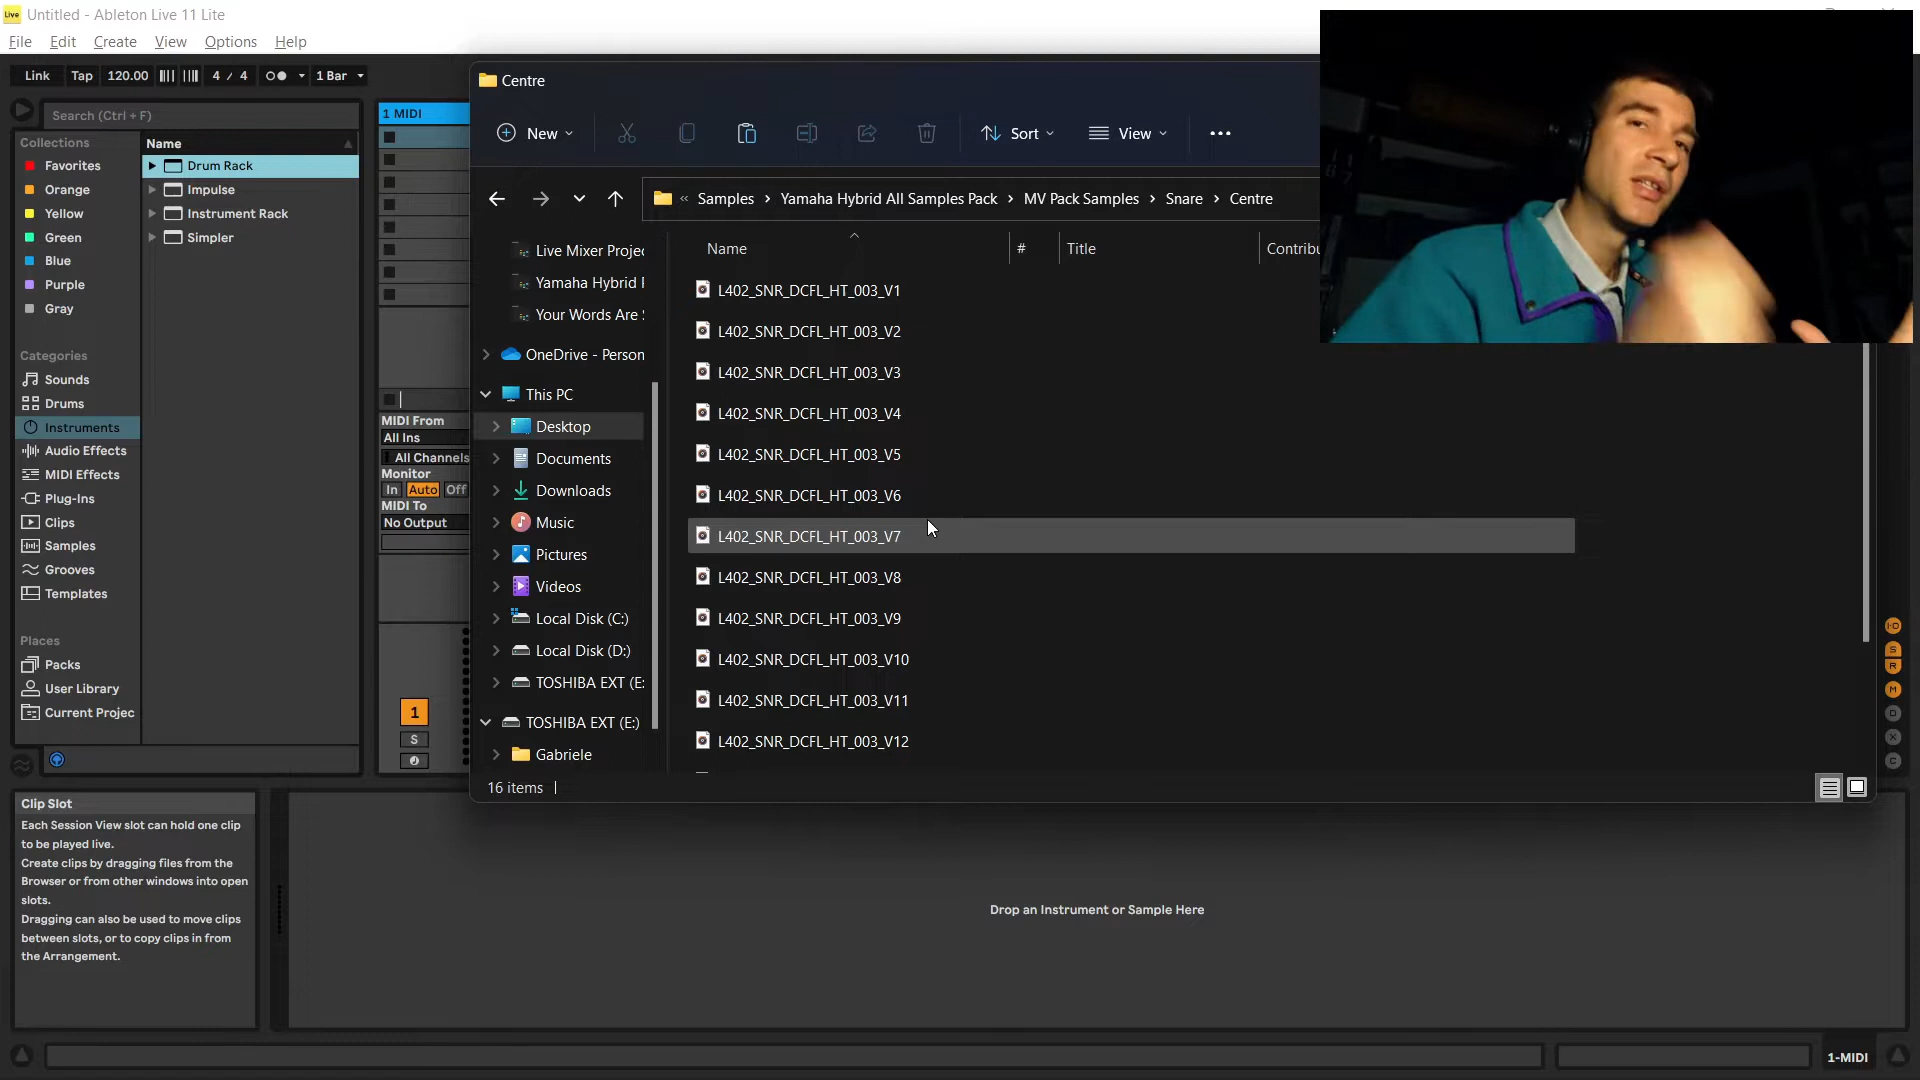 Live Untitled - Ableton Live 11 Lite
File Edit Create View Options Help
Link Tap 120.00 4 / 4 1 Bar
Search (Ctrl + F)
Collections
Favorites
Orange
Yellow
Green
Blue
Purple
Gray
Categories
Sounds
Drums
Instruments
Audio Effects
MIDI Effects
Plug-Ins
Clips
Samples
Grooves
Templates
Places
Packs
User Library
Current Projec
Name
Drum Rack
Impulse
Instrument Rack
Simpler
1 MIDI
MIDI From
All Ins
All Channels
Monitor
In Auto Off
MIDI To
No Output
1
S
Centre
New Sort View
« Samples > Yamaha Hybrid All Samples Pack > MV Pack Samples > Snare > Centre
Live Mixer Projec
Yamaha Hybrid
Your Words Are
OneDrive - Person
This PC
Desktop
Documents
Downloads
Music
Pictures
Videos
Local Disk (C:)
Local Disk (D:)
TOSHIBA EXT (E:
TOSHIBA EXT (E:)
Gabriele
Name # Title Contribu
L402_SNR_DCFL_HT_003_V1
L402_SNR_DCFL_HT_003_V2
L402_SNR_DCFL_HT_003_V3
L402_SNR_DCFL_HT_003_V4
L402_SNR_DCFL_HT_003_V5
L402_SNR_DCFL_HT_003_V6
L402_SNR_DCFL_HT_003_V7
L402_SNR_DCFL_HT_003_V8
L402_SNR_DCFL_HT_003_V9
L402_SNR_DCFL_HT_003_V10
L402_SNR_DCFL_HT_003_V11
L402_SNR_DCFL_HT_003_V12
16 items
I·O
S
R
M
D
X
C
Clip Slot
Each Session View slot can hold one clip
to be played live.
Create clips by dragging files from the
Browser or from other windows into open
slots.
Dragging can also be used to move clips
between slots, or to copy clips in from
the Arrangement.
Drop an Instrument or Sample Here
1-MIDI